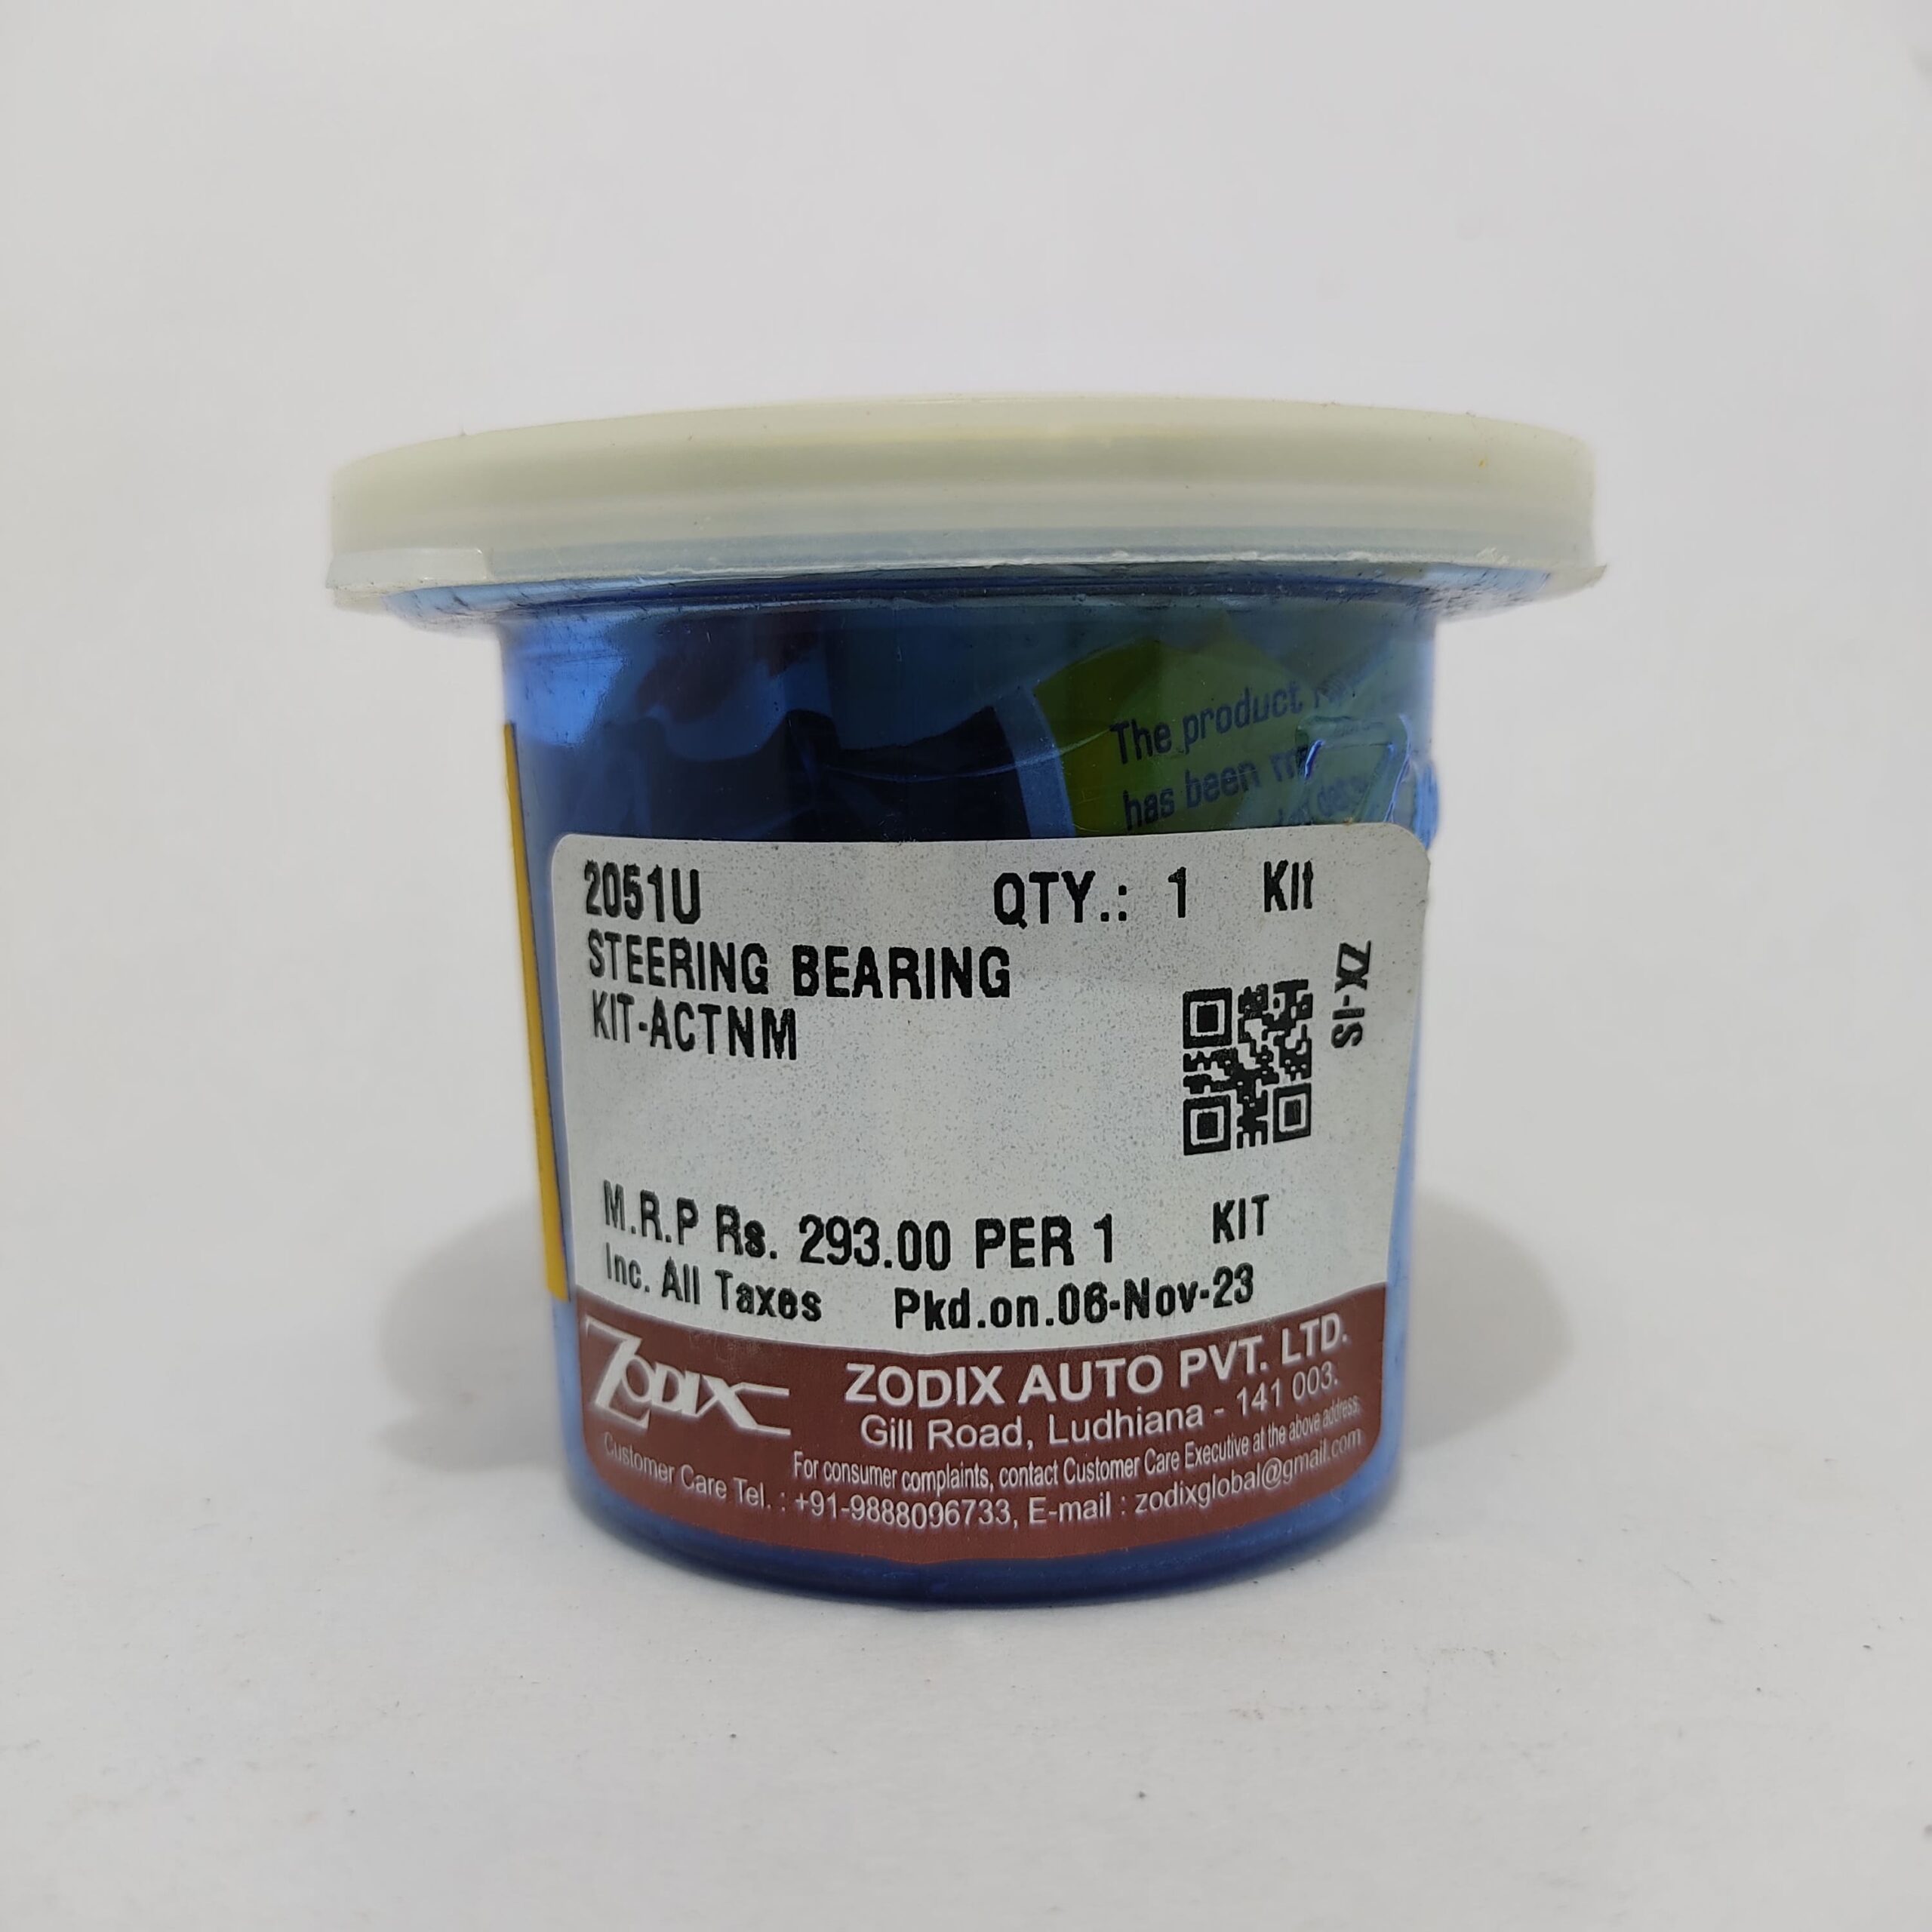 The product
has been
2051U QTY.: 1 Kit
STEERING BEARING
KIT-ACTNM
ZX-IS
M.R.P Rs. 293.00 PER 1 KIT
Inc. All Taxes Pkd.on.06-Nov-23
ZODIX
ZODIX AUTO PVT. LTD.
Gill Road, Ludhiana - 141 003.
For consumer complaints, contact Customer Care Executive at the above address.
Customer Care Tel. : +91-9888096733, E-mail : zodixglobal@gmail.com